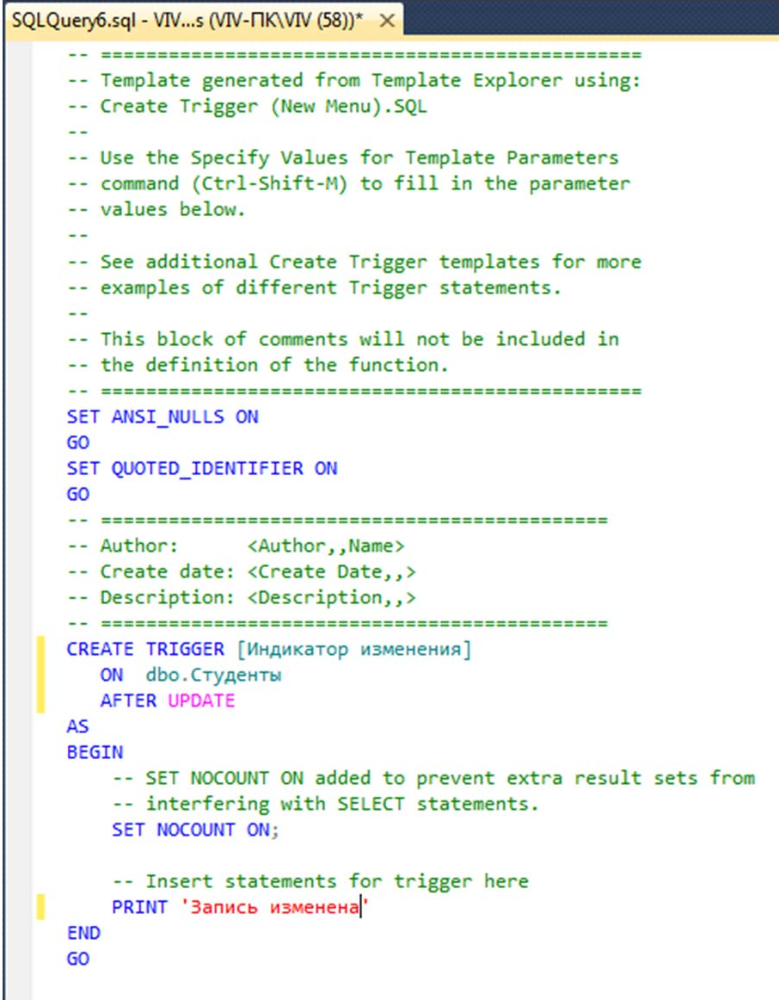 SQLQuery6.sql - VIV...s (VIV-ПК\VIV (58))* ×
-- ================================================
-- Template generated from Template Explorer using:
-- Create Trigger (New Menu).SQL
--
-- Use the Specify Values for Template Parameters
-- command (Ctrl-Shift-M) to fill in the parameter
-- values below.
--
-- See additional Create Trigger templates for more
-- examples of different Trigger statements.
--
-- This block of comments will not be included in
-- the definition of the function.
-- ================================================
SET ANSI_NULLS ON
GO
SET QUOTED_IDENTIFIER ON
GO
-- =============================================
-- Author:      <Author,,Name>
-- Create date: <Create Date,,>
-- Description: <Description,,>
-- =============================================
CREATE TRIGGER [Индикатор изменения]
   ON  dbo.Студенты
   AFTER UPDATE
AS
BEGIN
    -- SET NOCOUNT ON added to prevent extra result sets from
    -- interfering with SELECT statements.
    SET NOCOUNT ON;
    -- Insert statements for trigger here
    PRINT 'Запись изменена'
END
GO